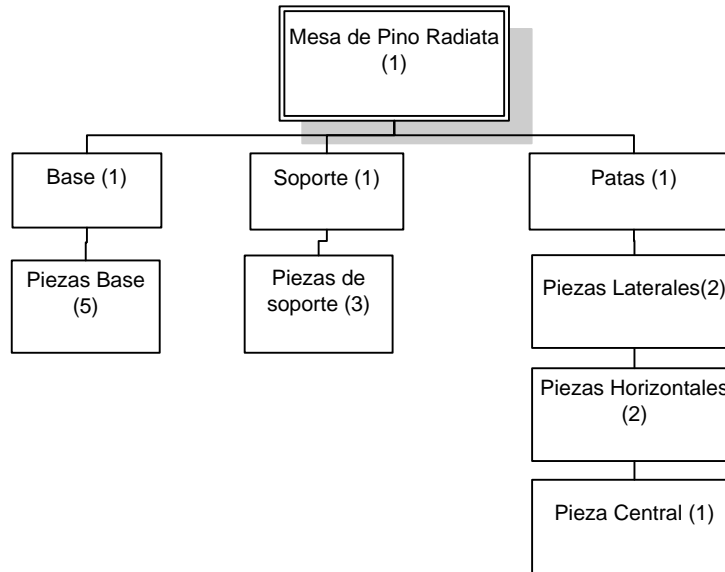 Mesa de Pino Radiata
(1)
Base (1)
Soporte (1)
Patas (1)
Piezas Base
(5)
Piezas de
soporte (3)
Piezas Laterales(2)
Piezas Horizontales
(2)
Pieza Central (1)